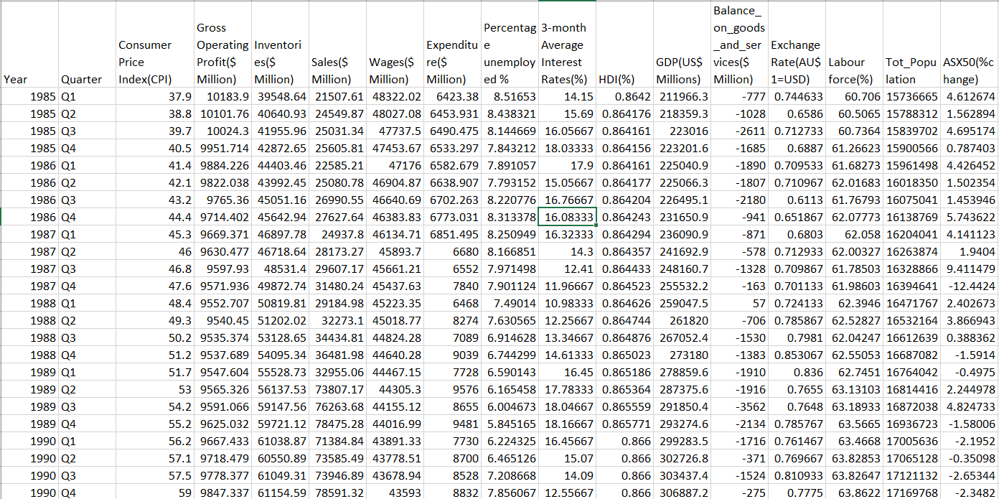 Year Quarter Consumer Price Index(CPI) Gross Operating Profit($ Million) Inventories($ Million) Sales($ Million) Wages($ Million) Expenditure($ Million) Percentage unemployed % 3-month Average Interest Rates(%) HDI(%) GDP(US$ Millions) Balance_on_goods_and_services($ Million) Exchange Rate(AU$1=USD) Labour force(%) Tot_Population ASX50(%change)
1985 Q1 37.9 10183.9 39548.64 21507.61 48322.02 6423.38 8.51653 14.15 0.8642 211966.3 -777 0.744633 60.706 15736665 4.612674
1985 Q2 38.8 10101.76 40640.93 24549.87 48027.08 6453.931 8.438321 15.69 0.864176 218359.3 -1028 0.6586 60.5065 15788312 1.562894
1985 Q3 39.7 10024.3 41955.96 25031.34 47737.5 6490.475 8.144669 16.05667 0.864161 223016 -2611 0.712733 60.7364 15839702 4.695174
1985 Q4 40.5 9951.714 42872.65 25605.81 47453.67 6533.297 7.843212 18.03333 0.864156 223201.6 -1685 0.6887 61.26623 15900566 0.787403
1986 Q1 41.4 9884.226 44403.46 22585.21 47176 6582.679 7.891057 17.9 0.864161 225040.9 -1890 0.709533 61.68273 15961498 4.426452
1986 Q2 42.1 9822.038 43992.45 25080.78 46904.87 6638.907 7.793152 15.05667 0.864177 225066.3 -1807 0.710967 62.01683 16018350 1.502354
1986 Q3 43.2 9765.36 45051.16 26990.55 46640.69 6702.263 8.220776 16.76667 0.864204 226495.1 -2180 0.6113 61.76793 16075041 1.453946
1986 Q4 44.4 9714.402 45642.94 27627.64 46383.83 6773.031 8.313378 16.08333 0.864243 231650.9 -941 0.651867 62.07773 16138769 5.743622
1987 Q1 45.3 9669.371 46897.78 24937.8 46134.71 6851.495 8.250949 16.32333 0.864294 236090.9 -871 0.6803 62.058 16204041 4.141123
1987 Q2 46 9630.477 46718.64 28173.27 45893.7 6680 8.166851 14.3 0.864357 241692.9 -578 0.712933 62.00327 16263874 1.9404
1987 Q3 46.8 9597.93 48531.4 29607.17 45661.21 6552 7.971498 12.41 0.864433 248160.7 -1328 0.709867 61.78503 16328866 9.411479
1987 Q4 47.6 9571.936 49872.74 31480.24 45437.63 7840 7.901124 11.96667 0.864523 255532.2 -163 0.701133 61.98603 16394641 -12.4424
1988 Q1 48.4 9552.707 50819.81 29184.98 45223.35 6468 7.49014 10.98333 0.864626 259047.5 57 0.724133 62.3946 16471767 2.402673
1988 Q2 49.3 9540.45 51202.02 32273.1 45018.77 8274 7.630565 12.25667 0.864744 261820 -706 0.785867 62.52827 16532164 3.866943
1988 Q3 50.2 9535.374 53128.65 34434.81 44824.28 7089 6.914628 13.34667 0.864876 267052.4 -1530 0.7981 62.04247 16612639 0.388362
1988 Q4 51.2 9537.689 54095.34 36481.98 44640.28 9039 6.744299 14.61333 0.865023 273180 -1383 0.853067 62.55053 16687082 -1.5914
1989 Q1 51.7 9547.604 55528.73 32955.06 44467.15 7728 6.590143 16.45 0.865186 278859.6 -1910 0.836 62.7451 16764042 -0.4975
1989 Q2 53 9565.326 56137.53 73807.17 44305.3 9576 6.165458 17.78333 0.865364 287375.6 -1916 0.7655 63.13103 16814416 2.244978
1989 Q3 54.2 9591.066 59147.56 76263.68 44155.12 8655 6.004673 18.04667 0.865559 291850.4 -3562 0.7648 63.18933 16872038 4.824733
1989 Q4 55.2 9625.032 59721.12 78475.28 44016.99 9481 5.845165 18.16667 0.865771 293274.6 -2134 0.785767 63.5665 16936723 -1.58006
1990 Q1 56.2 9667.433 61038.87 71384.84 43891.33 7730 6.224325 16.45667 0.866 299283.5 -1716 0.761467 63.4668 17005636 -2.1952
1990 Q2 57.1 9718.479 60550.89 73585.49 43778.51 8700 6.465126 15.07 0.866 302726.8 -371 0.769667 63.82853 17065128 -0.35098
1990 Q3 57.5 9778.377 61049.31 73946.89 43678.94 8528 7.208668 14.09 0.866 303437.4 -1524 0.810933 63.82647 17121132 -2.65344
1990 Q4 59 9847.337 61154.59 78591.32 43593 8832 7.856067 12.55667 0.866 306887.2 -275 0.7775 63.8622 17169768 -2.3482